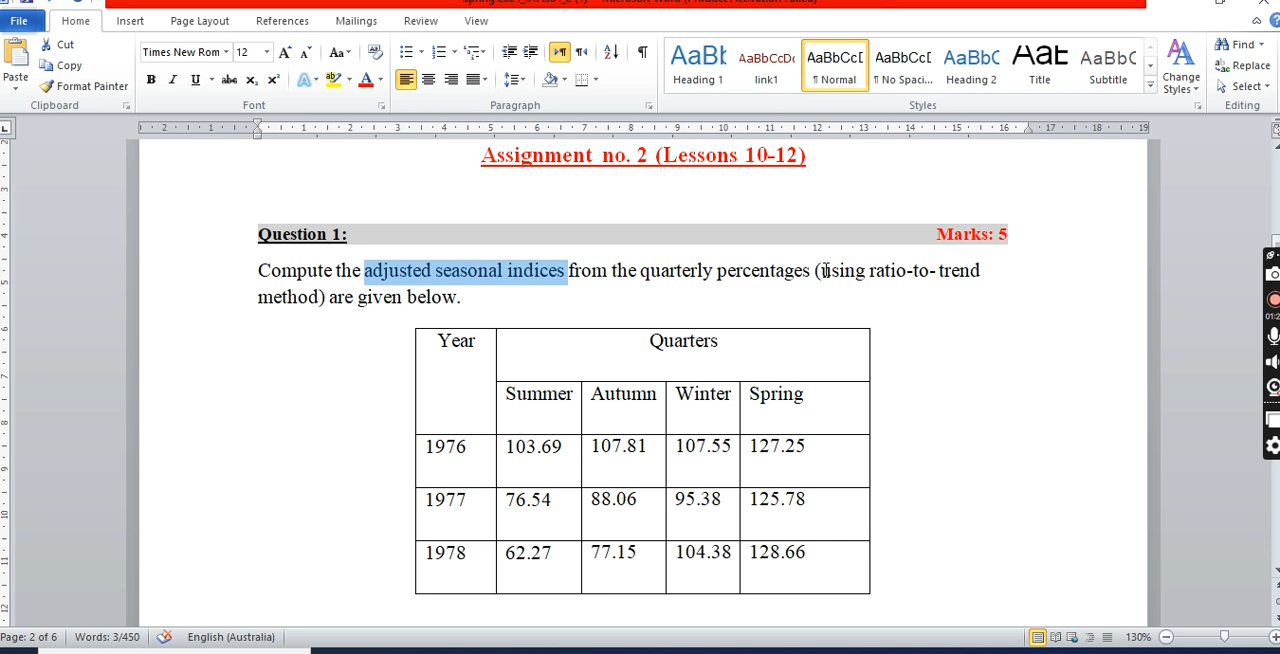 File Home Insert Page Layout References Mailings Review View
Cut
Copy
Format Painter
Paste
Clipboard
Times New Rom 12
Font
Paragraph
AaBb AaBbCcDc AaBbCcI AaBbCcI AaBbC AaB AaBbC
Heading 1 link1 ¶ Normal ¶ No Spaci... Heading 2 Title Subtitle
Styles
Change
Styles
Find
Replace
Select
Editing
Assignment no. 2 (Lessons 10-12)
Question 1: Marks: 5
Compute the adjusted seasonal indices from the quarterly percentages (using ratio-to- trend
method) are given below.
Year Quarters
Summer Autumn Winter Spring
1976 103.69 107.81 107.55 127.25
1977 76.54 88.06 95.38 125.78
1978 62.27 77.15 104.38 128.66
Page: 2 of 6 Words: 3/450 English (Australia) 130%